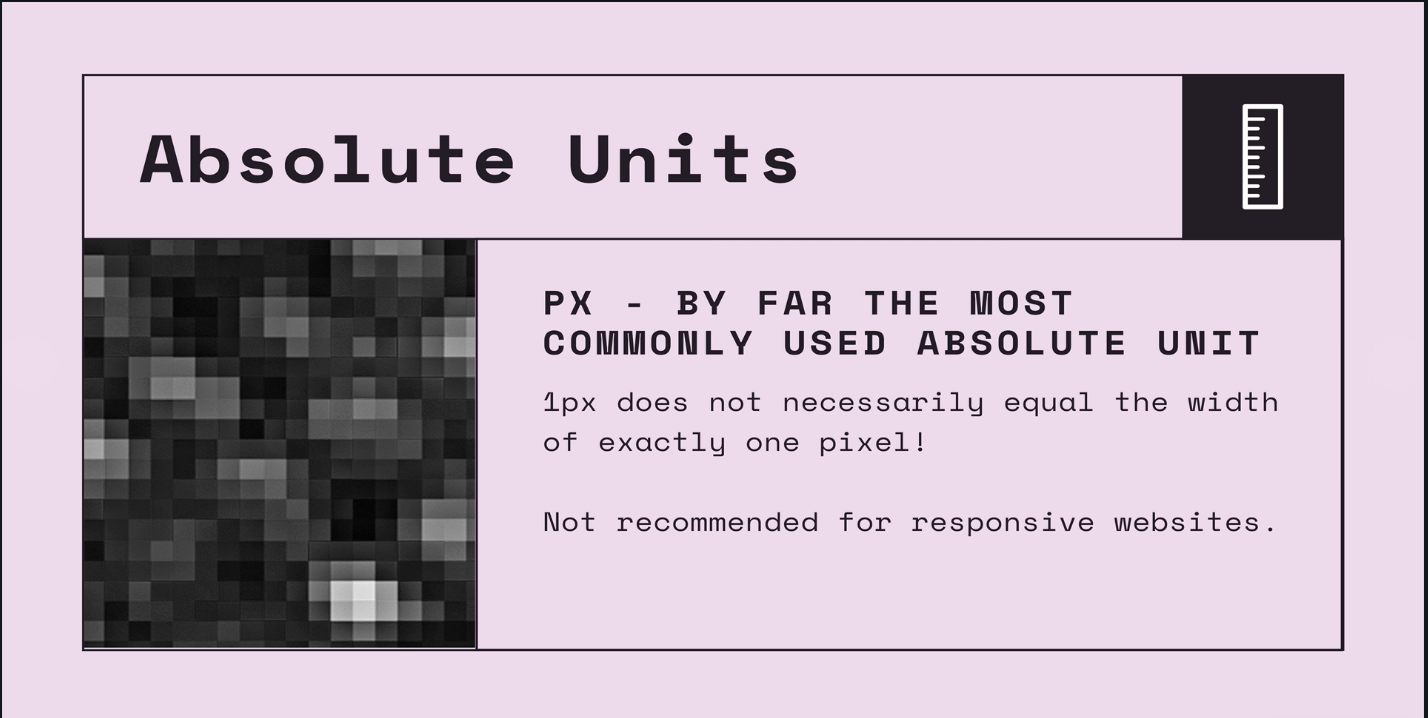 Absolute Units
PX - BY FAR THE MOST
COMMONLY USED ABSOLUTE UNIT
1px does not necessarily equal the width
of exactly one pixel!
Not recommended for responsive websites.